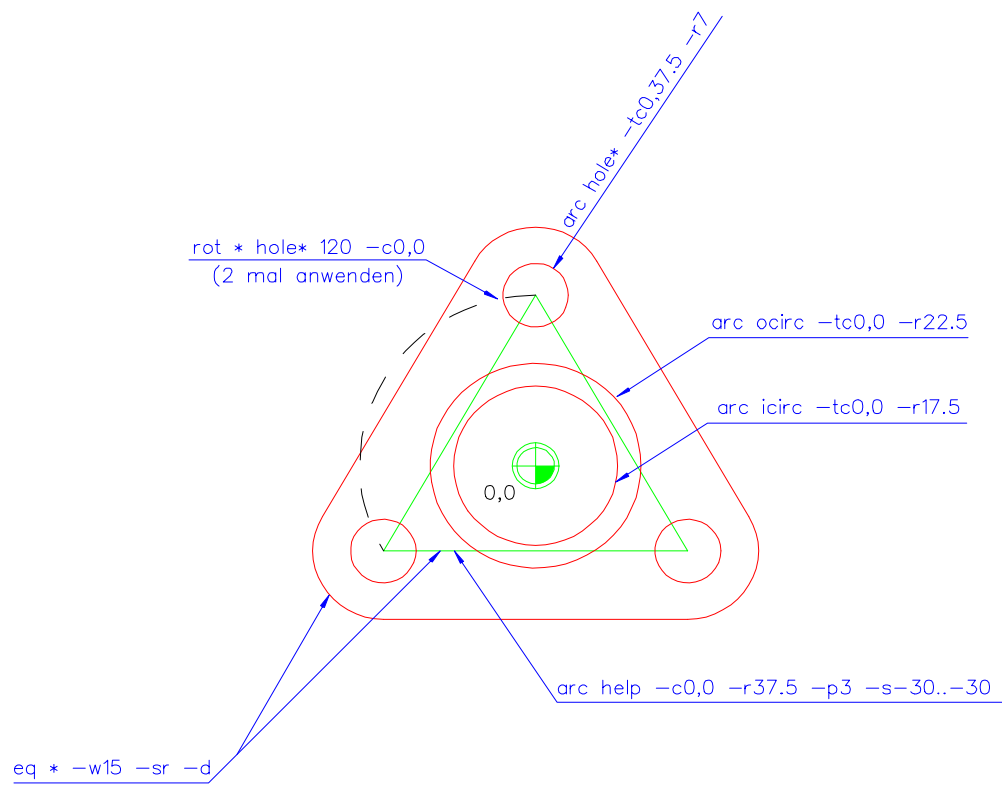 arc hole* -tc0,37.5 -r7
rot * hole* 120 -c0,0
(2 mal anwenden)
arc ocirc -tc0,0 -r22.5
arc icirc -tc0,0 -r17.5
0,0
arc help -c0,0 -r37.5 -p3 -s-30..-30
eq * -w15 -sr -d